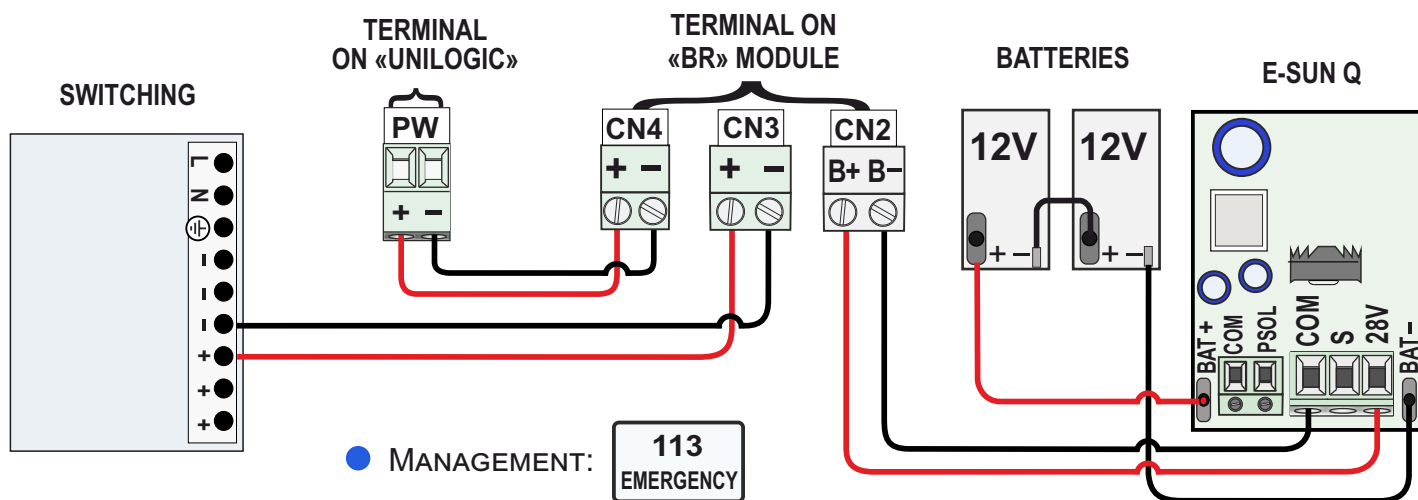 SWITCHING
TERMINAL
ON «UNILOGIC»
TERMINAL ON
«BR» MODULE
BATTERIES
E-SUN Q
L
N
–
–
–
+
+
+
PW
+ –
CN4
+ –
CN3
+ –
CN2
B+ B–
12V
+ –
12V
+ –
BAT +
COM
PSOL
COM
S
28V
BAT –
MANAGEMENT:
113
EMERGENCY